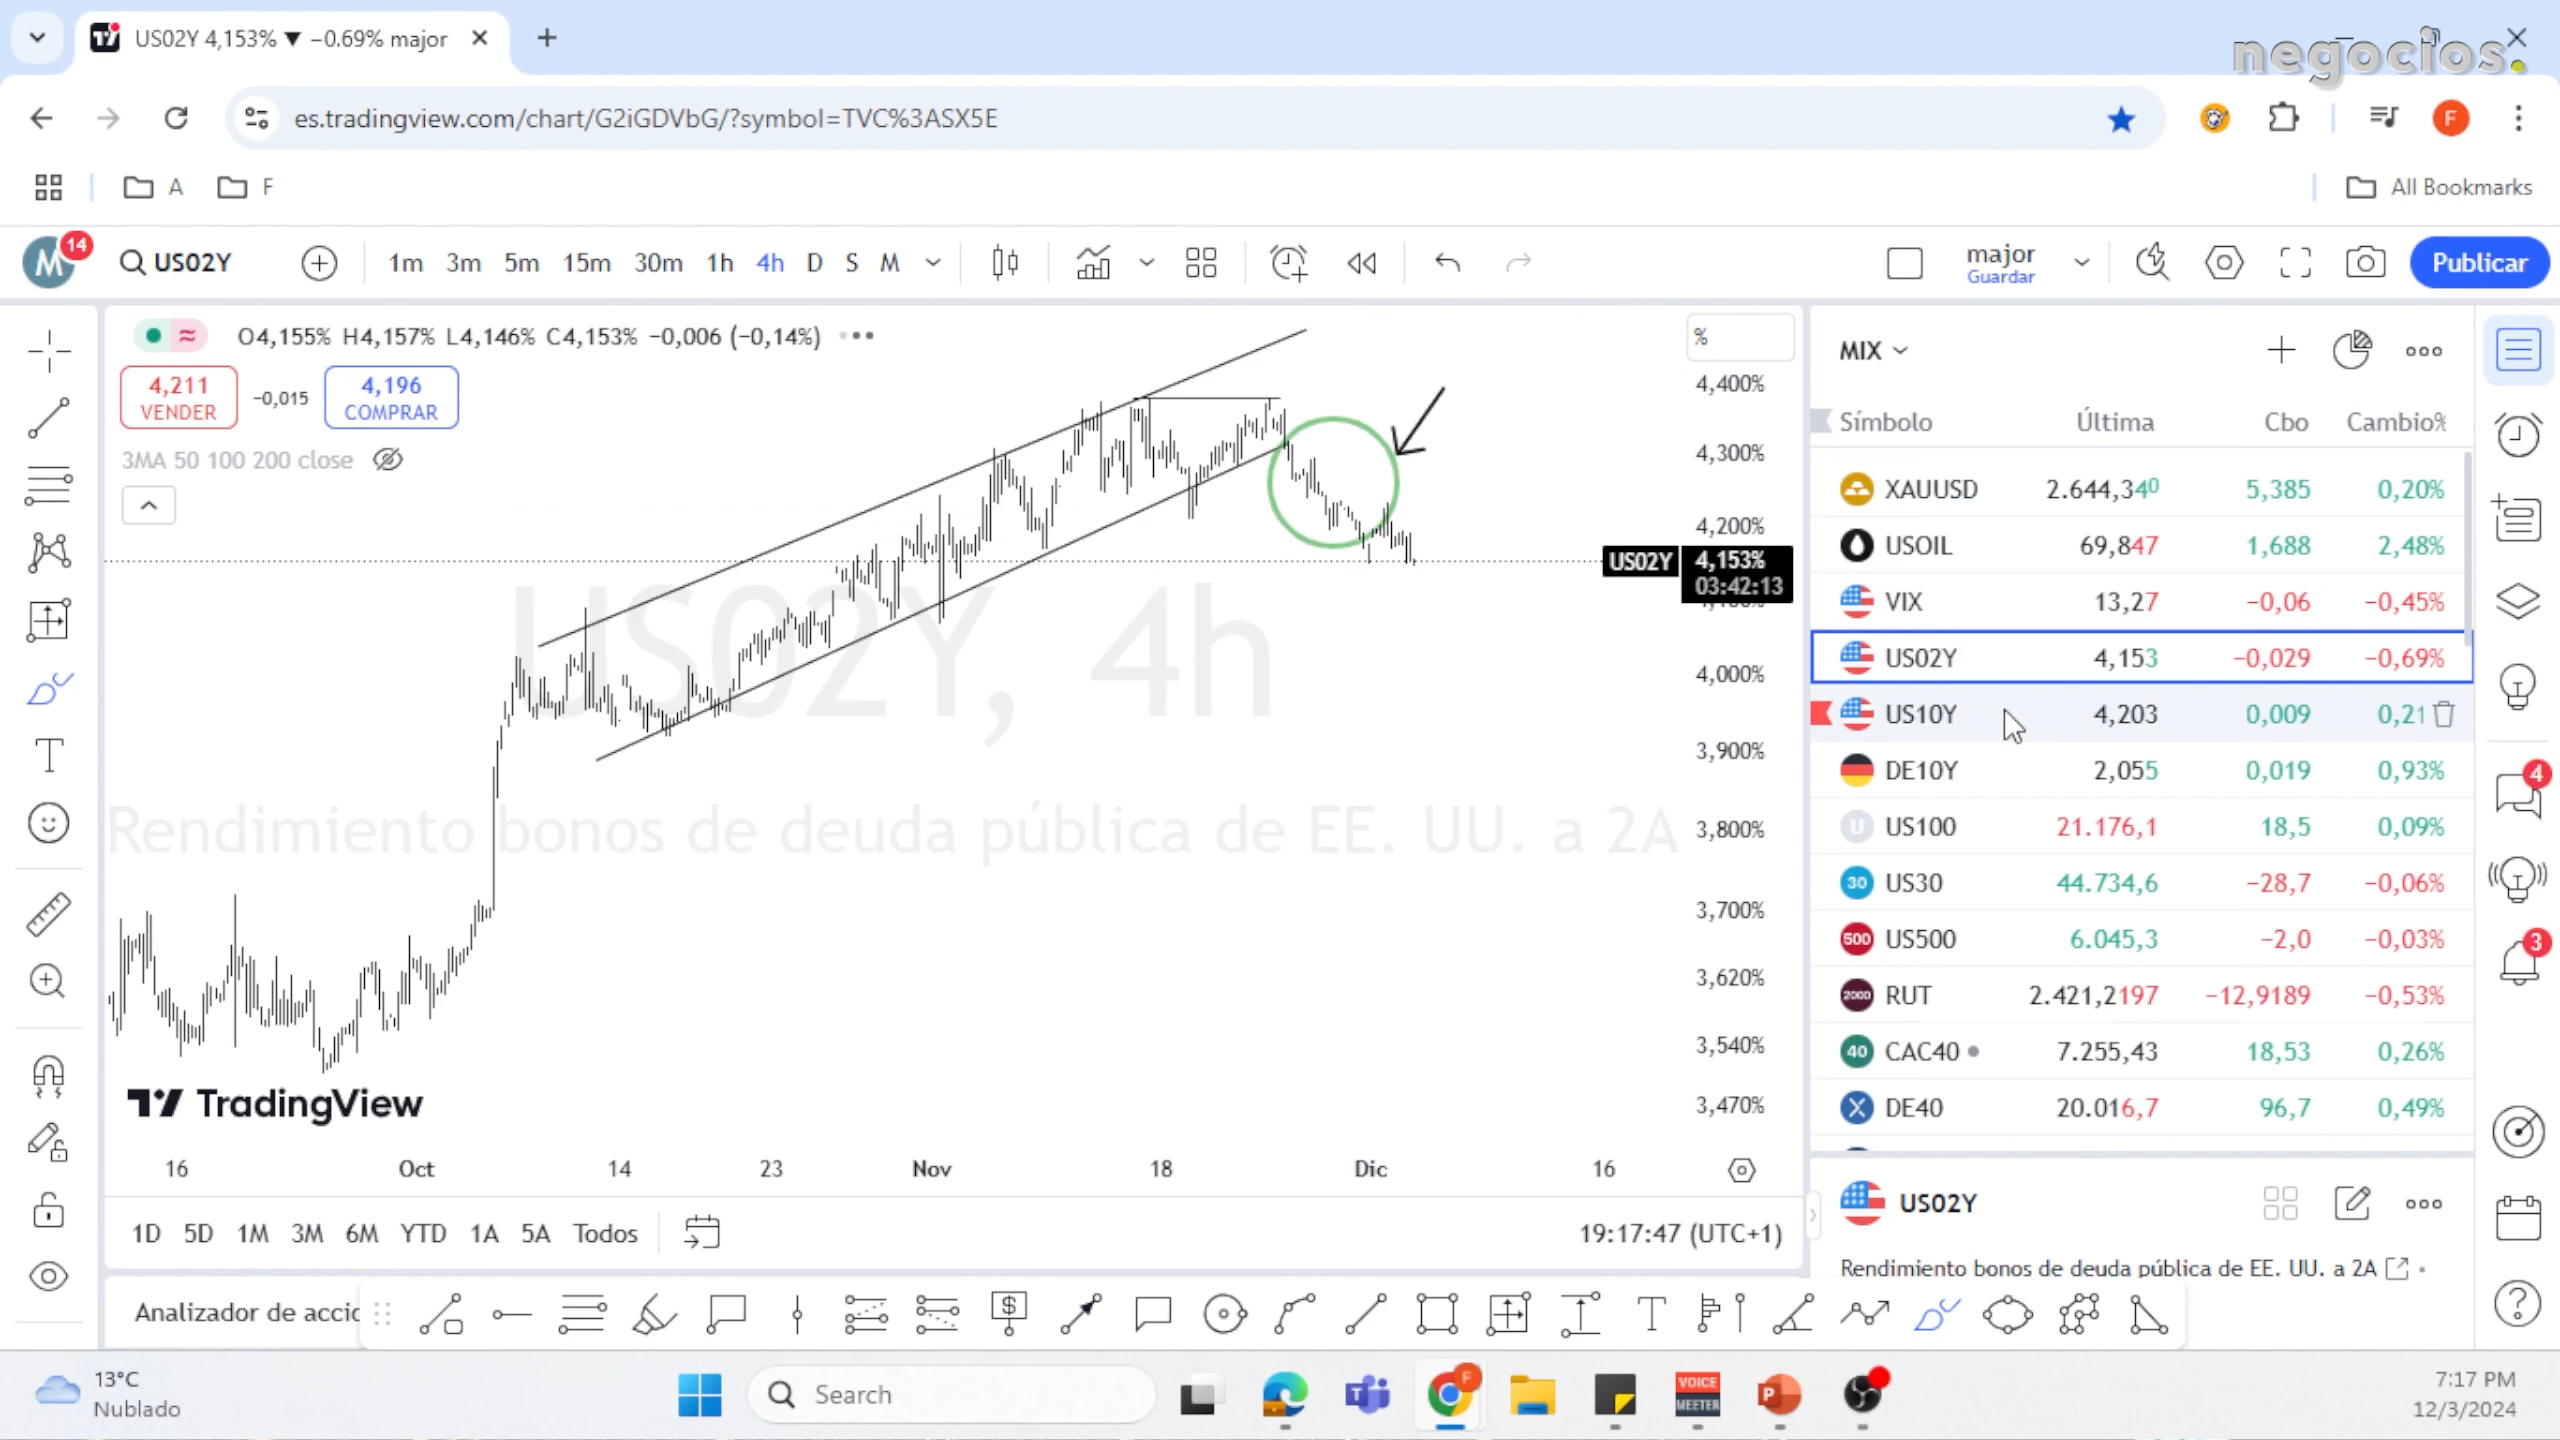 US02Y 4,153% ▼ −0.69% major
negocios.
es.tradingview.com/chart/G2iGDVbG/?symbol=TVC%3ASX5E
F
A
F
All Bookmarks
M
14
US02Y
1m 3m 5m 15m 30m 1h 4h D S M
major
Guardar
Publicar
O4,155% H4,157% L4,146% C4,153% −0,006 (−0,14%)
4,211
VENDER
−0,015
4,196
COMPRAR
3MA 50 100 200 close
%
4,400%
4,300%
4,200%
US02Y
4,153%
03:42:13
4,000%
3,900%
3,800%
3,700%
3,620%
3,540%
3,470%
US02Y, 4h
Rendimiento bonos de deuda pública de EE. UU. a 2A
TradingView
16 Oct 14 23 Nov 18 Dic 16
1D 5D 1M 3M 6M YTD 1A 5A Todos
19:17:47 (UTC+1)
MIX
Símbolo Última Cbo Cambio%
XAUUSD 2.644,340 5,385 0,20%
USOIL 69,847 1,688 2,48%
VIX 13,27 −0,06 −0,45%
US02Y 4,153 −0,029 −0,69%
US10Y 4,203 0,009 0,21
DE10Y 2,055 0,019 0,93%
U US100 21.176,1 18,5 0,09%
30 US30 44.734,6 −28,7 −0,06%
500 US500 6.045,3 −2,0 −0,03%
2000 RUT 2.421,2197 −12,9189 −0,53%
40 CAC40 7.255,43 18,53 0,26%
DE40 20.016,7 96,7 0,49%
4
3
US02Y
Rendimiento bonos de deuda pública de EE. UU. a 2A
Analizador de accio
13°C
Nublado
Search
F
VOICE
MEETER
7:17 PM
12/3/2024